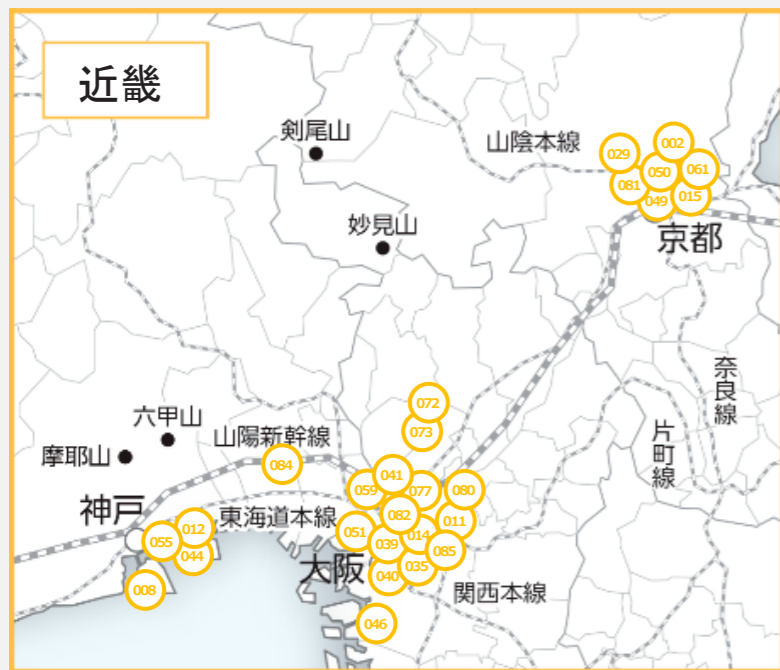 近畿
剣尾山
山陰本線
002
029
050
061
081
015
049
京都
妙見山
奈良線
072
073
片町線
六甲山
山陽新幹線
摩耶山
084
041
059
077
080
神戸
東海道本線
012
082
011
051
014
055
039
085
044
大阪
035
040
関西本線
008
046